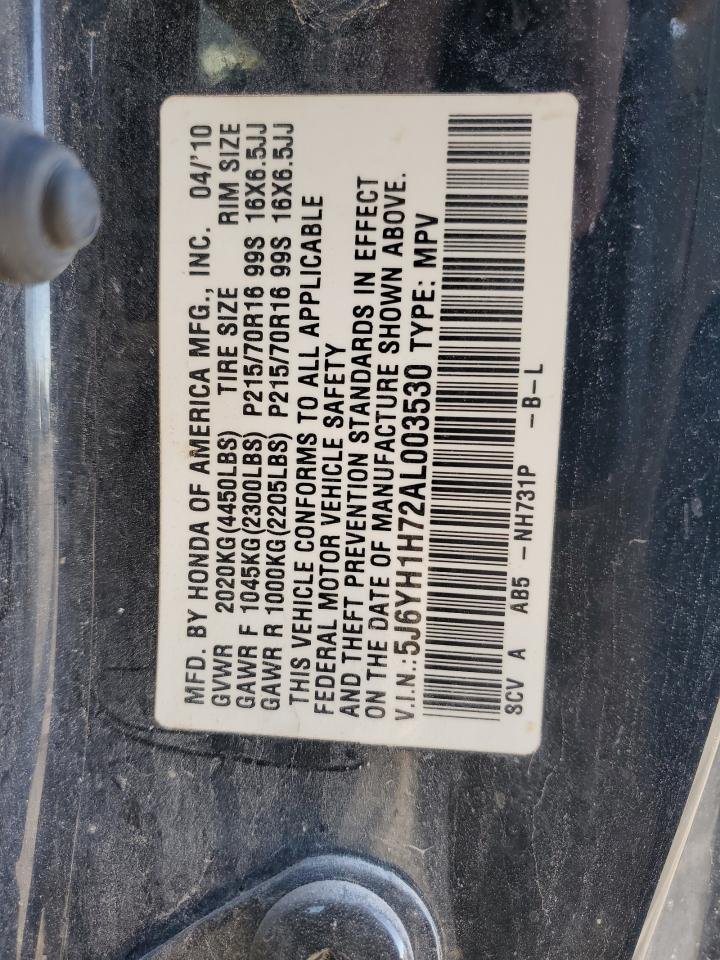 MFD. BY HONDA OF AMERICA MFG., INC. 04/'10
GVWR 2020KG(4450LBS) TIRE SIZE RIM SIZE
GAWR F 1045KG(2300LBS) P215/70R16 99S 16X6.5JJ
GAWR R 1000KG(2205LBS) P215/70R16 99S 16X6.5JJ
THIS VEHICLE CONFORMS TO ALL APPLICABLE
FEDERAL MOTOR VEHICLE SAFETY
AND THEFT PREVENTION STANDARDS IN EFFECT
ON THE DATE OF MANUFACTURE SHOWN ABOVE.
V.I.N.:5J6YH1H72AL003530 TYPE: MPV
SCV A AB5 -NH731P -B-L